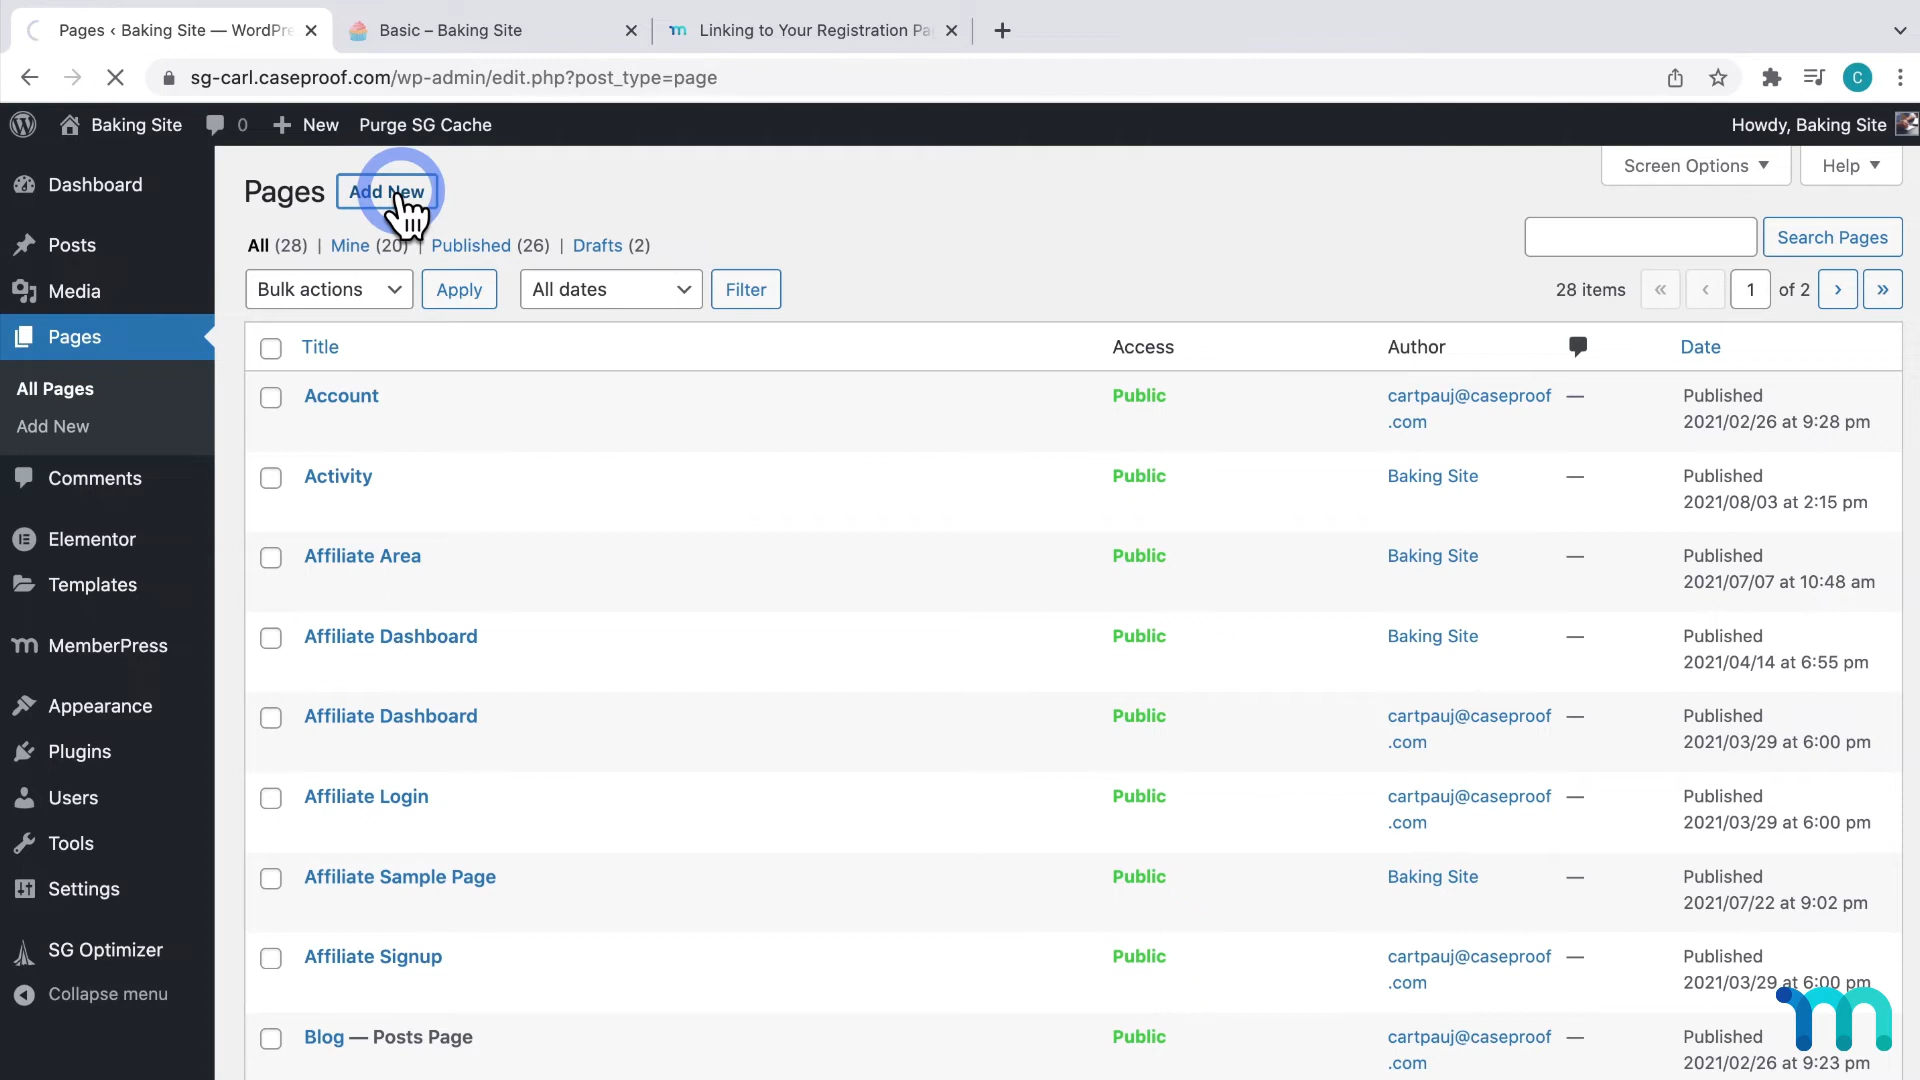 Pages ‹ Baking Site — WordPre
Basic – Baking Site
Linking to Your Registration Pa
sg-carl.caseproof.com/wp-admin/edit.php?post_type=page
C
Baking Site
0
New
Purge SG Cache
Howdy, Baking Site
Dashboard
Posts
Media
Pages
All Pages
Add New
Comments
Elementor
Templates
MemberPress
Appearance
Plugins
Users
Tools
Settings
SG Optimizer
Collapse menu
Pages
Add New
Screen Options
Help
All (28) | Mine (20) | Published (26) | Drafts (2)
Search Pages
Bulk actions
Apply
All dates
Filter
28 items « ‹ 1 of 2 › »
Title Access Author Date
Account Public cartpauj@caseproof — Published
.com 2021/02/26 at 9:28 pm
Activity Public Baking Site — Published
2021/08/03 at 2:15 pm
Affiliate Area Public Baking Site — Published
2021/07/07 at 10:48 am
Affiliate Dashboard Public Baking Site — Published
2021/04/14 at 6:55 pm
Affiliate Dashboard Public cartpauj@caseproof — Published
.com 2021/03/29 at 6:00 pm
Affiliate Login Public cartpauj@caseproof — Published
.com 2021/03/29 at 6:00 pm
Affiliate Sample Page Public Baking Site — Published
2021/07/22 at 9:02 pm
Affiliate Signup Public cartpauj@caseproof — Published
.com 2021/03/29 at 6:00 pm
Blog — Posts Page Public cartpauj@caseproof — Published
.com 2021/02/26 at 9:23 pm